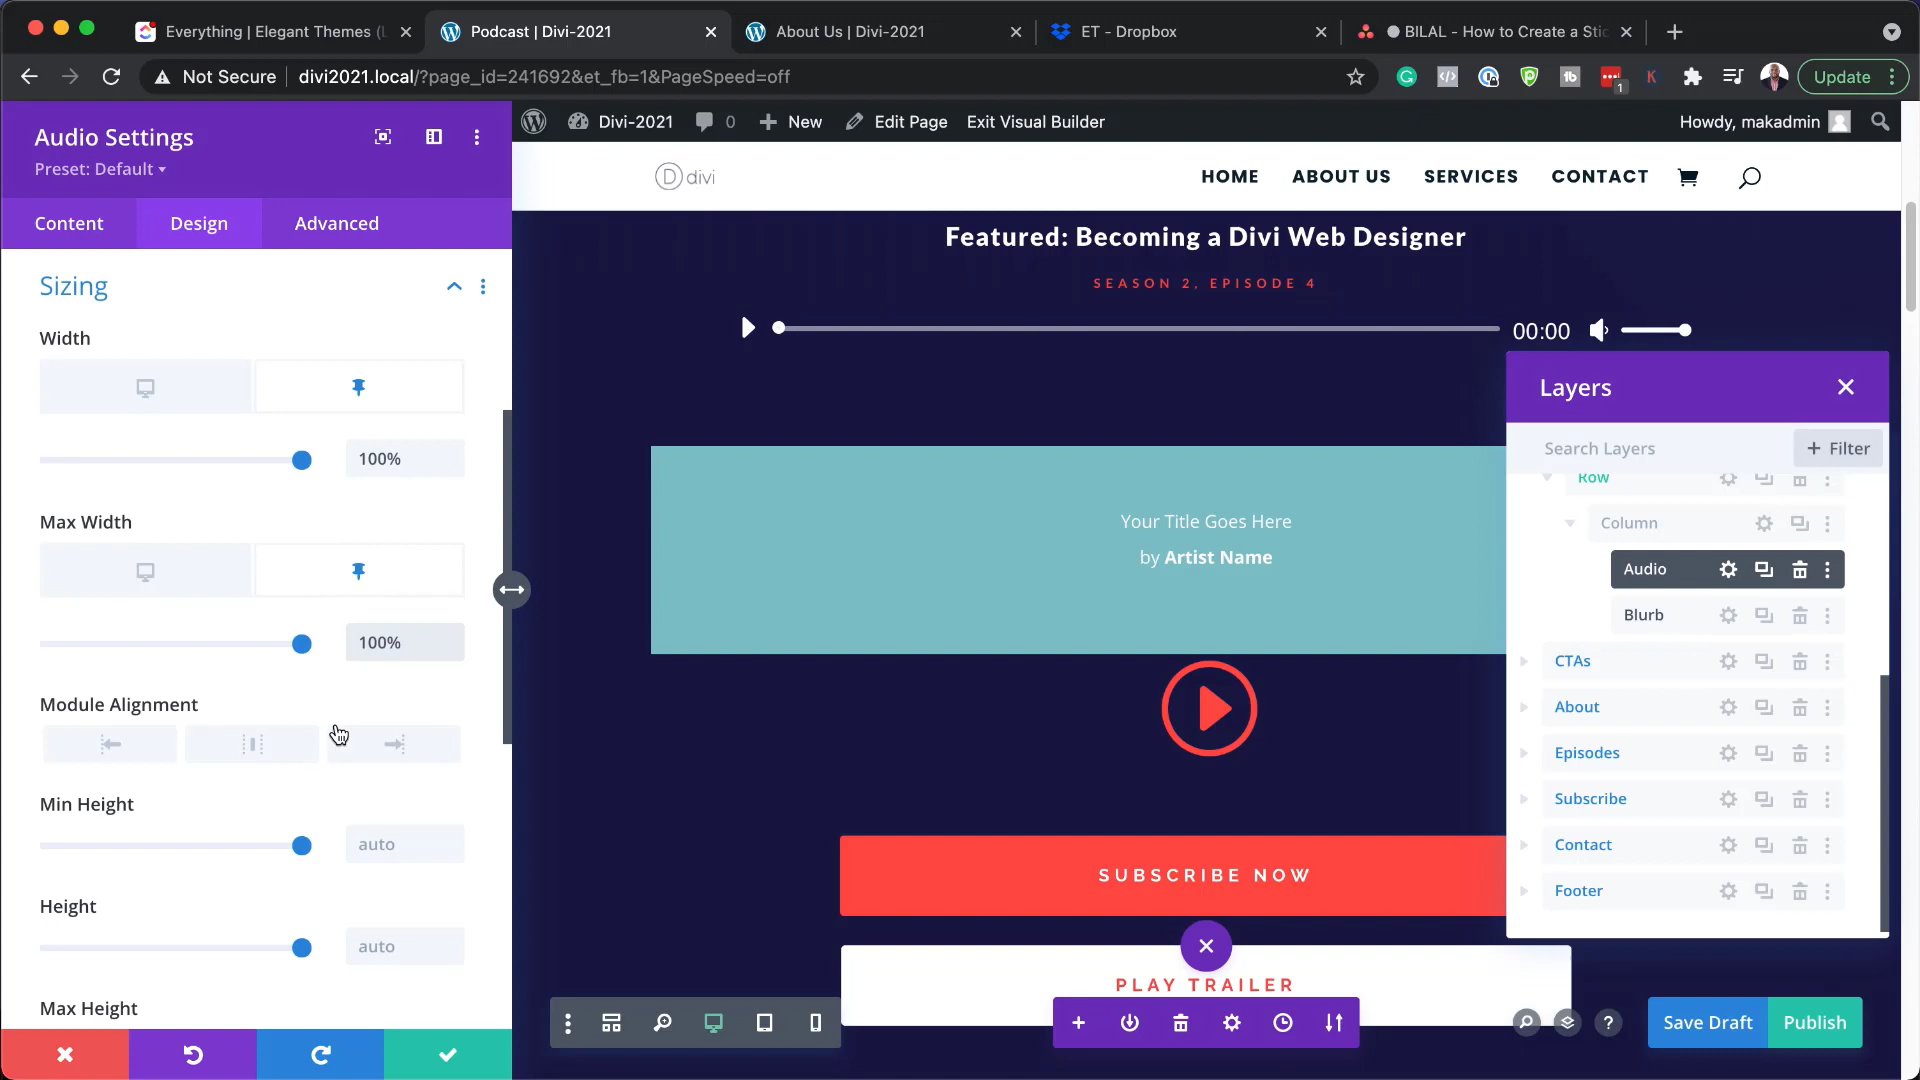 Everything | Elegant Themes (L
Podcast | Divi-2021
About Us | Divi-2021
ET - Dropbox
BILAL - How to Create a Stic
Not Secure
divi2021.local/?page_id=241692&et_fb=1&PageSpeed=off
1
Update
Audio Settings
Preset: Default
Content
Design
Advanced
Sizing
Width
100%
Max Width
100%
Module Alignment
Min Height
auto
Height
auto
Max Height
Divi-2021
0
New
Edit Page
Exit Visual Builder
Howdy, makadmin
divi
HOME
ABOUT US
SERVICES
CONTACT
Featured: Becoming a Divi Web Designer
SEASON 2, EPISODE 4
00:00
Your Title Goes Here
by Artist Name
SUBSCRIBE NOW
PLAY TRAILER
Layers
Search Layers
+ Filter
Row
Column
Audio
Blurb
CTAs
About
Episodes
Subscribe
Contact
Footer
Save Draft
Publish